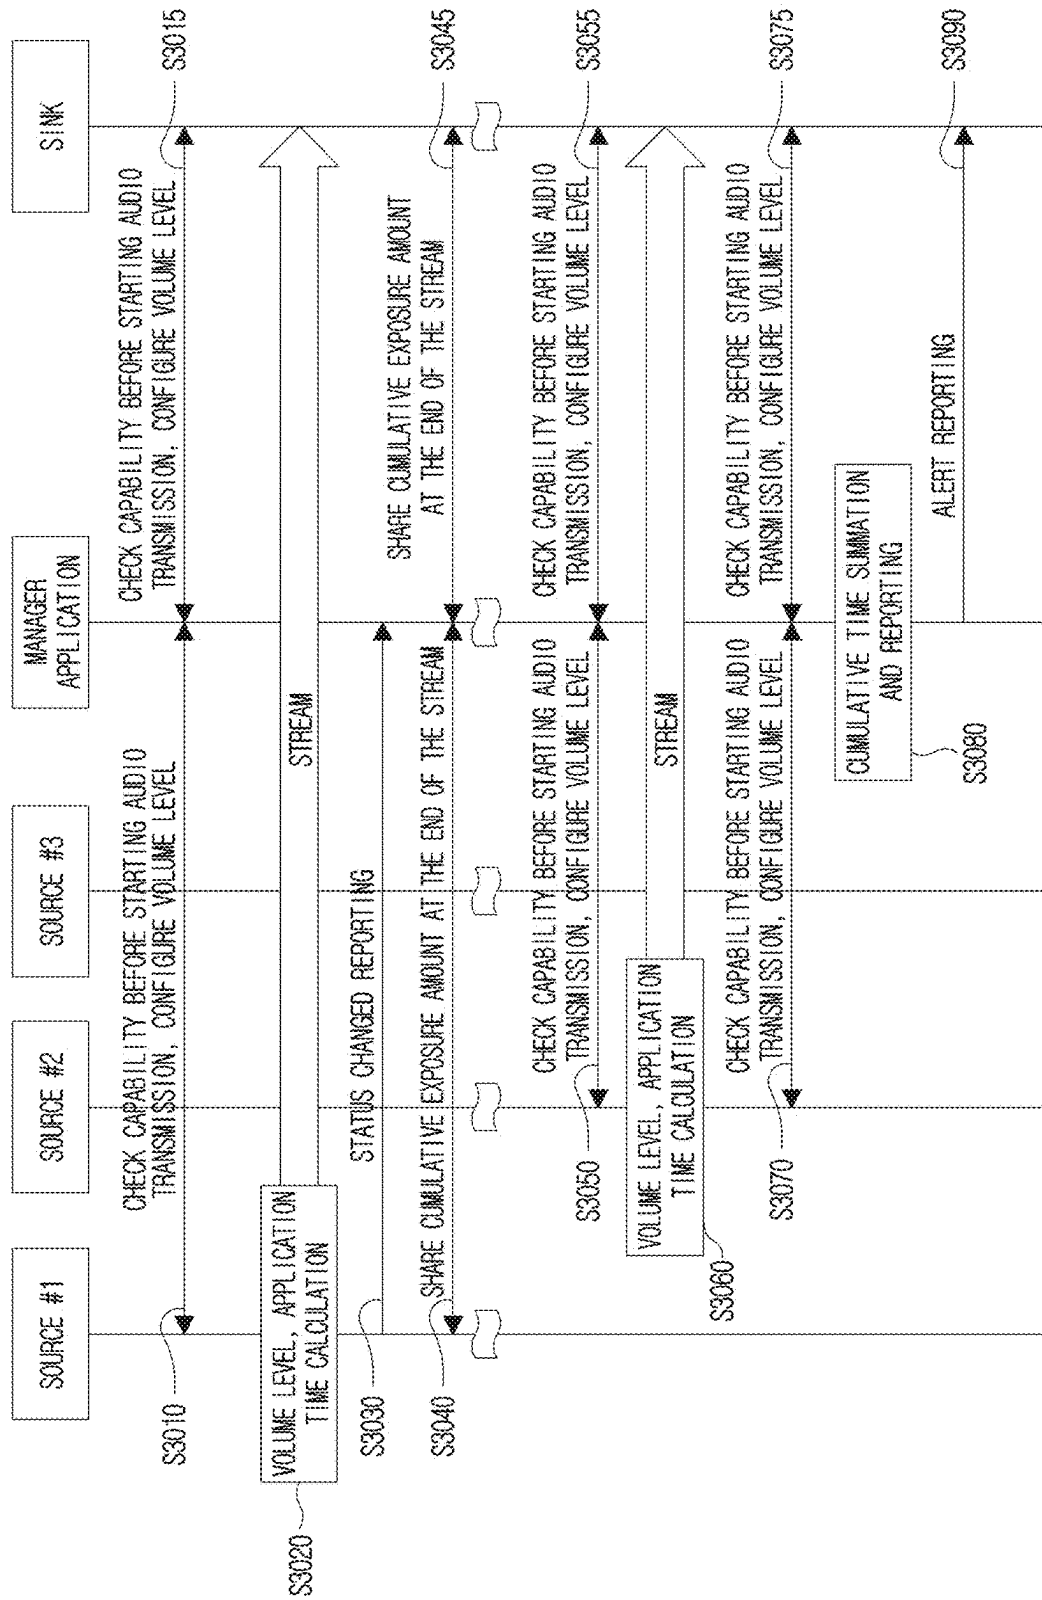 SOURCE #1
SOURCE #2
SOURCE #3
MANAGER
APPLICATION
SINK
CHECK CAPABILITY BEFORE STARTING AUDIO
TRANSMISSION, CONFIGURE VOLUME LEVEL
CHECK CAPABILITY BEFORE STARTING AUDIO
TRANSMISSION, CONFIGURE VOLUME LEVEL
S3010
S3015
VOLUME LEVEL, APPLICATION
TIME CALCULATION
STREAM
S3020
STATUS CHANGED REPORTING
S3030
SHARE CUMULATIVE EXPOSURE AMOUNT AT THE END OF THE STREAM
SHARE CUMULATIVE EXPOSURE AMOUNT
AT THE END OF THE STREAM
S3040
S3045
CHECK CAPABILITY BEFORE STARTING AUDIO
TRANSMISSION, CONFIGURE VOLUME LEVEL
CHECK CAPABILITY BEFORE STARTING AUDIO
TRANSMISSION, CONFIGURE VOLUME LEVEL
S3050
S3055
VOLUME LEVEL, APPLICATION
TIME CALCULATION
STREAM
S3060
CHECK CAPABILITY BEFORE STARTING AUDIO
TRANSMISSION, CONFIGURE VOLUME LEVEL
CHECK CAPABILITY BEFORE STARTING AUDIO
TRANSMISSION, CONFIGURE VOLUME LEVEL
S3070
S3075
CUMULATIVE TIME SUMMATION
AND REPORTING
S3080
ALERT REPORTING
S3090